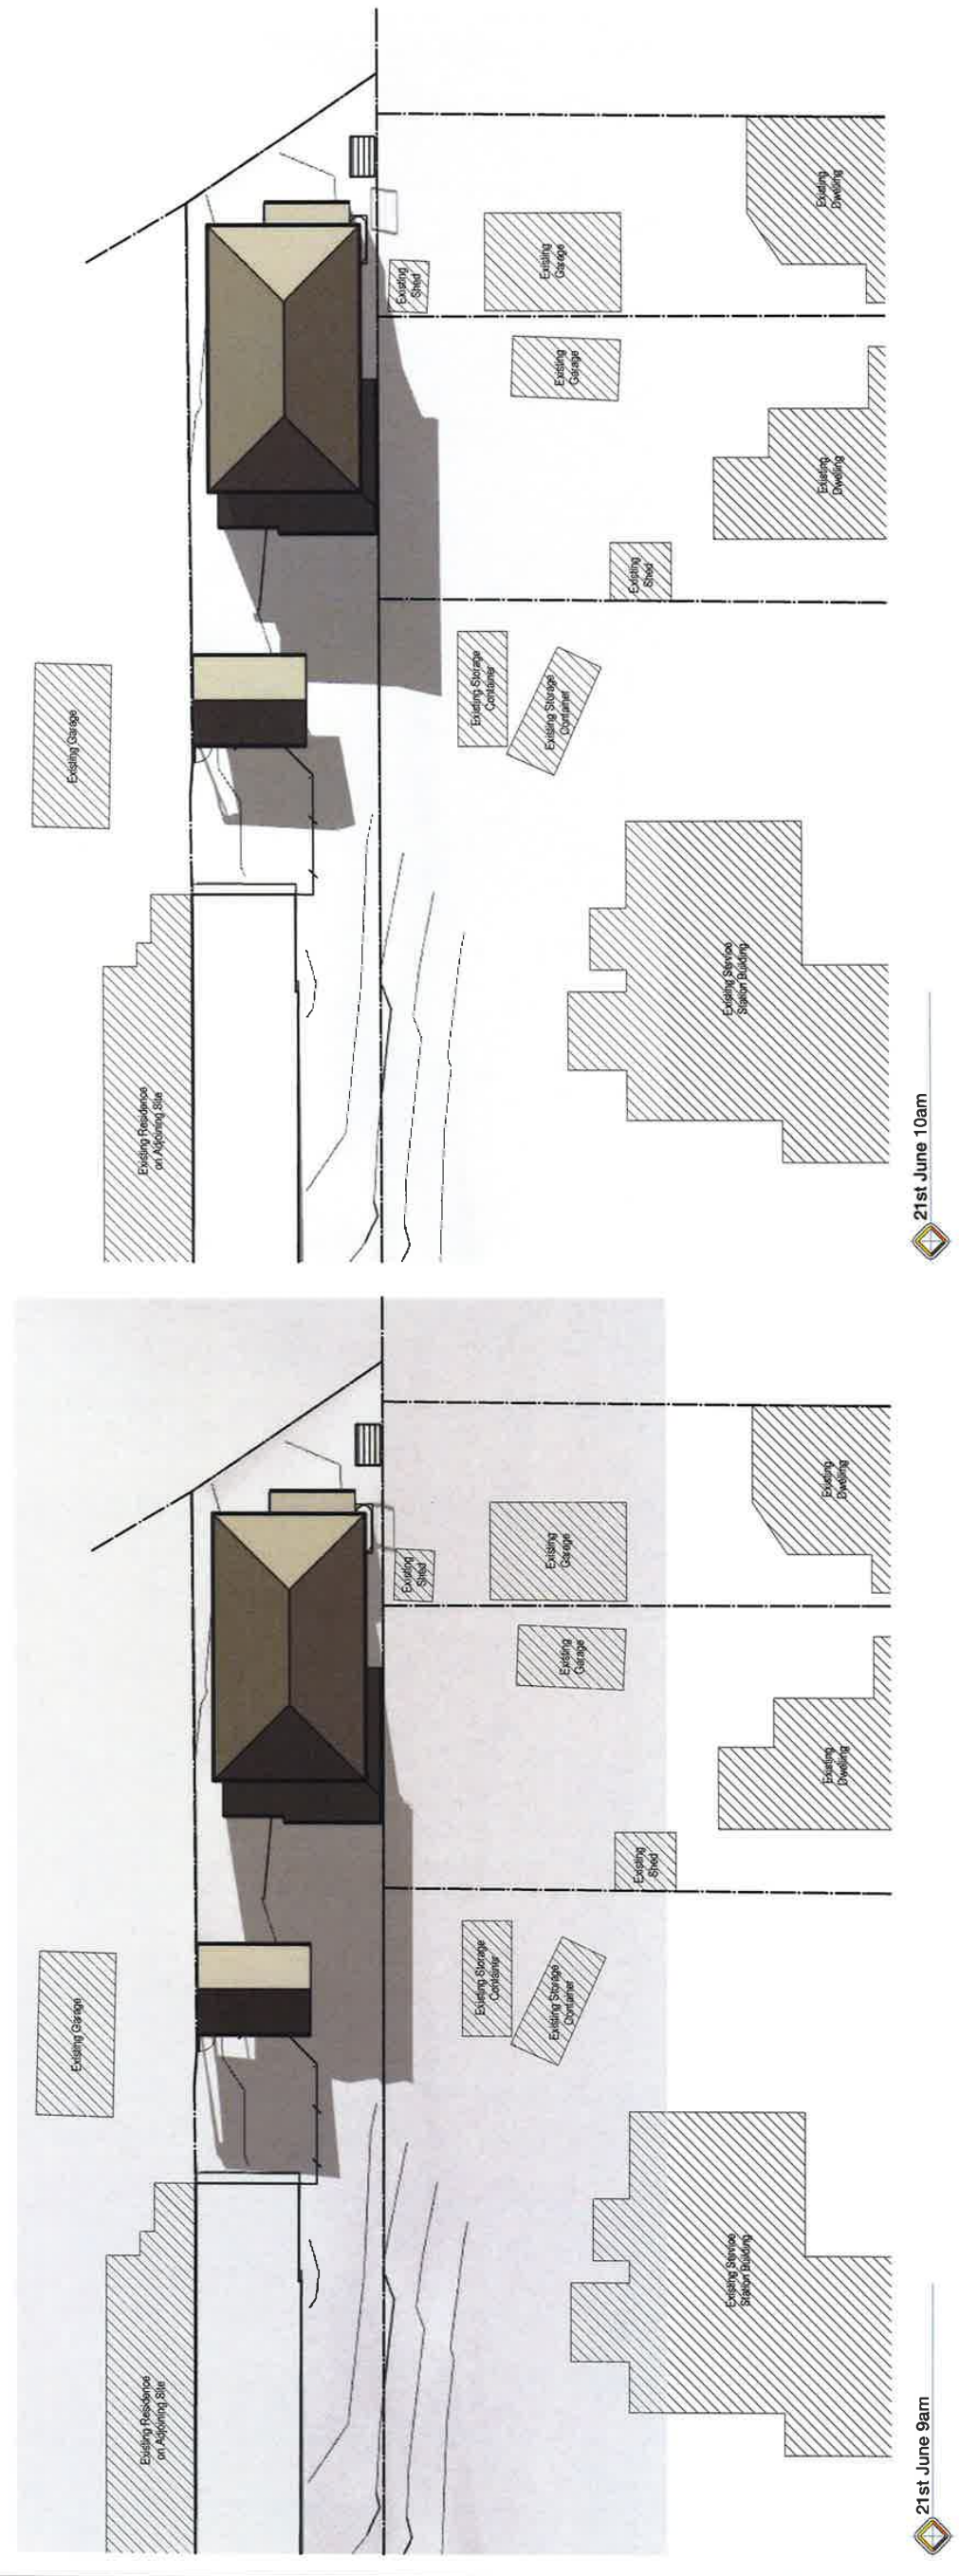 Existing
Dwelling
Existing
Garage
Existing
Shed
Existing
Garage
Existing
Dwelling
Existing
Shed
Existing Storage
Container
Existing Storage
Container
Existing Garage
Existing Service
Station Building
Existing Residence
on Adjoining Site
21st June 10am
Existing
Dwelling
Existing
Garage
Existing
Shed
Existing
Garage
Existing
Dwelling
Existing
Shed
Existing Storage
Container
Existing Storage
Container
Existing Garage
Existing Service
Station Building
Existing Residence
on Adjoining Site
21st June 9am